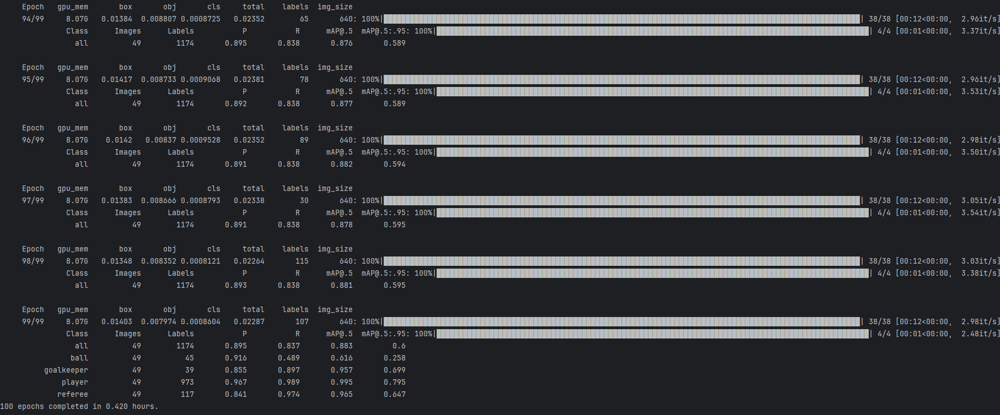 Epoch gpu_mem box obj cls total labels img_size
94/99 8.07G 0.01384 0.008807 0.0008725 0.02352 65 640: 100%| | 38/38 [00:12<00:00, 2.96it/s]
Class Images Labels P R mAP@.5 mAP@.5:.95: 100%| | 4/4 [00:01<00:00, 3.37it/s]
all 49 1174 0.895 0.838 0.876 0.589
Epoch gpu_mem box obj cls total labels img_size
95/99 8.07G 0.01417 0.008733 0.0009068 0.02381 78 640: 100%| | 38/38 [00:12<00:00, 2.96it/s]
Class Images Labels P R mAP@.5 mAP@.5:.95: 100%| | 4/4 [00:01<00:00, 3.53it/s]
all 49 1174 0.892 0.838 0.877 0.589
Epoch gpu_mem box obj cls total labels img_size
96/99 8.07G 0.0142 0.00837 0.0009528 0.02352 89 640: 100%| | 38/38 [00:12<00:00, 2.98it/s]
Class Images Labels P R mAP@.5 mAP@.5:.95: 100%| | 4/4 [00:01<00:00, 3.50it/s]
all 49 1174 0.891 0.838 0.882 0.594
Epoch gpu_mem box obj cls total labels img_size
97/99 8.07G 0.01383 0.008666 0.0008793 0.02338 30 640: 100%| | 38/38 [00:12<00:00, 3.05it/s]
Class Images Labels P R mAP@.5 mAP@.5:.95: 100%| | 4/4 [00:01<00:00, 3.54it/s]
all 49 1174 0.891 0.838 0.878 0.595
Epoch gpu_mem box obj cls total labels img_size
98/99 8.07G 0.01348 0.008352 0.0008121 0.02264 115 640: 100%| | 38/38 [00:12<00:00, 3.03it/s]
Class Images Labels P R mAP@.5 mAP@.5:.95: 100%| | 4/4 [00:01<00:00, 3.38it/s]
all 49 1174 0.893 0.838 0.881 0.595
Epoch gpu_mem box obj cls total labels img_size
99/99 8.07G 0.01403 0.007974 0.0008604 0.02287 107 640: 100%| | 38/38 [00:12<00:00, 2.98it/s]
Class Images Labels P R mAP@.5 mAP@.5:.95: 100%| | 4/4 [00:01<00:00, 2.48it/s]
all 49 1174 0.895 0.837 0.883 0.6
ball 49 45 0.916 0.489 0.616 0.258
goalkeeper 49 39 0.855 0.897 0.957 0.699
player 49 973 0.967 0.989 0.995 0.795
referee 49 117 0.841 0.974 0.965 0.647
100 epochs completed in 0.420 hours.